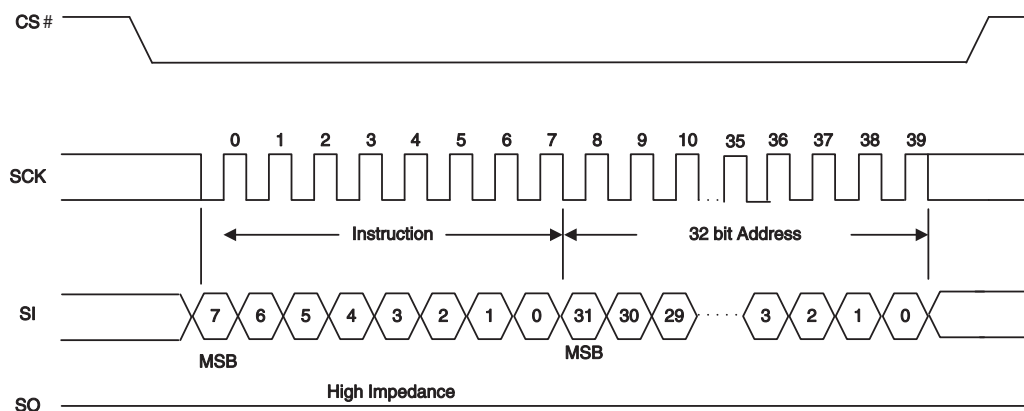 CS #
0 1 2 3 4 5 6 7 8 9 10 35 36 37 38 39
SCK
Instruction 32 bit Address
SI 7 6 5 4 3 2 1 0 31 30 29 ····· 3 2 1 0
MSB MSB
High Impedance
SO